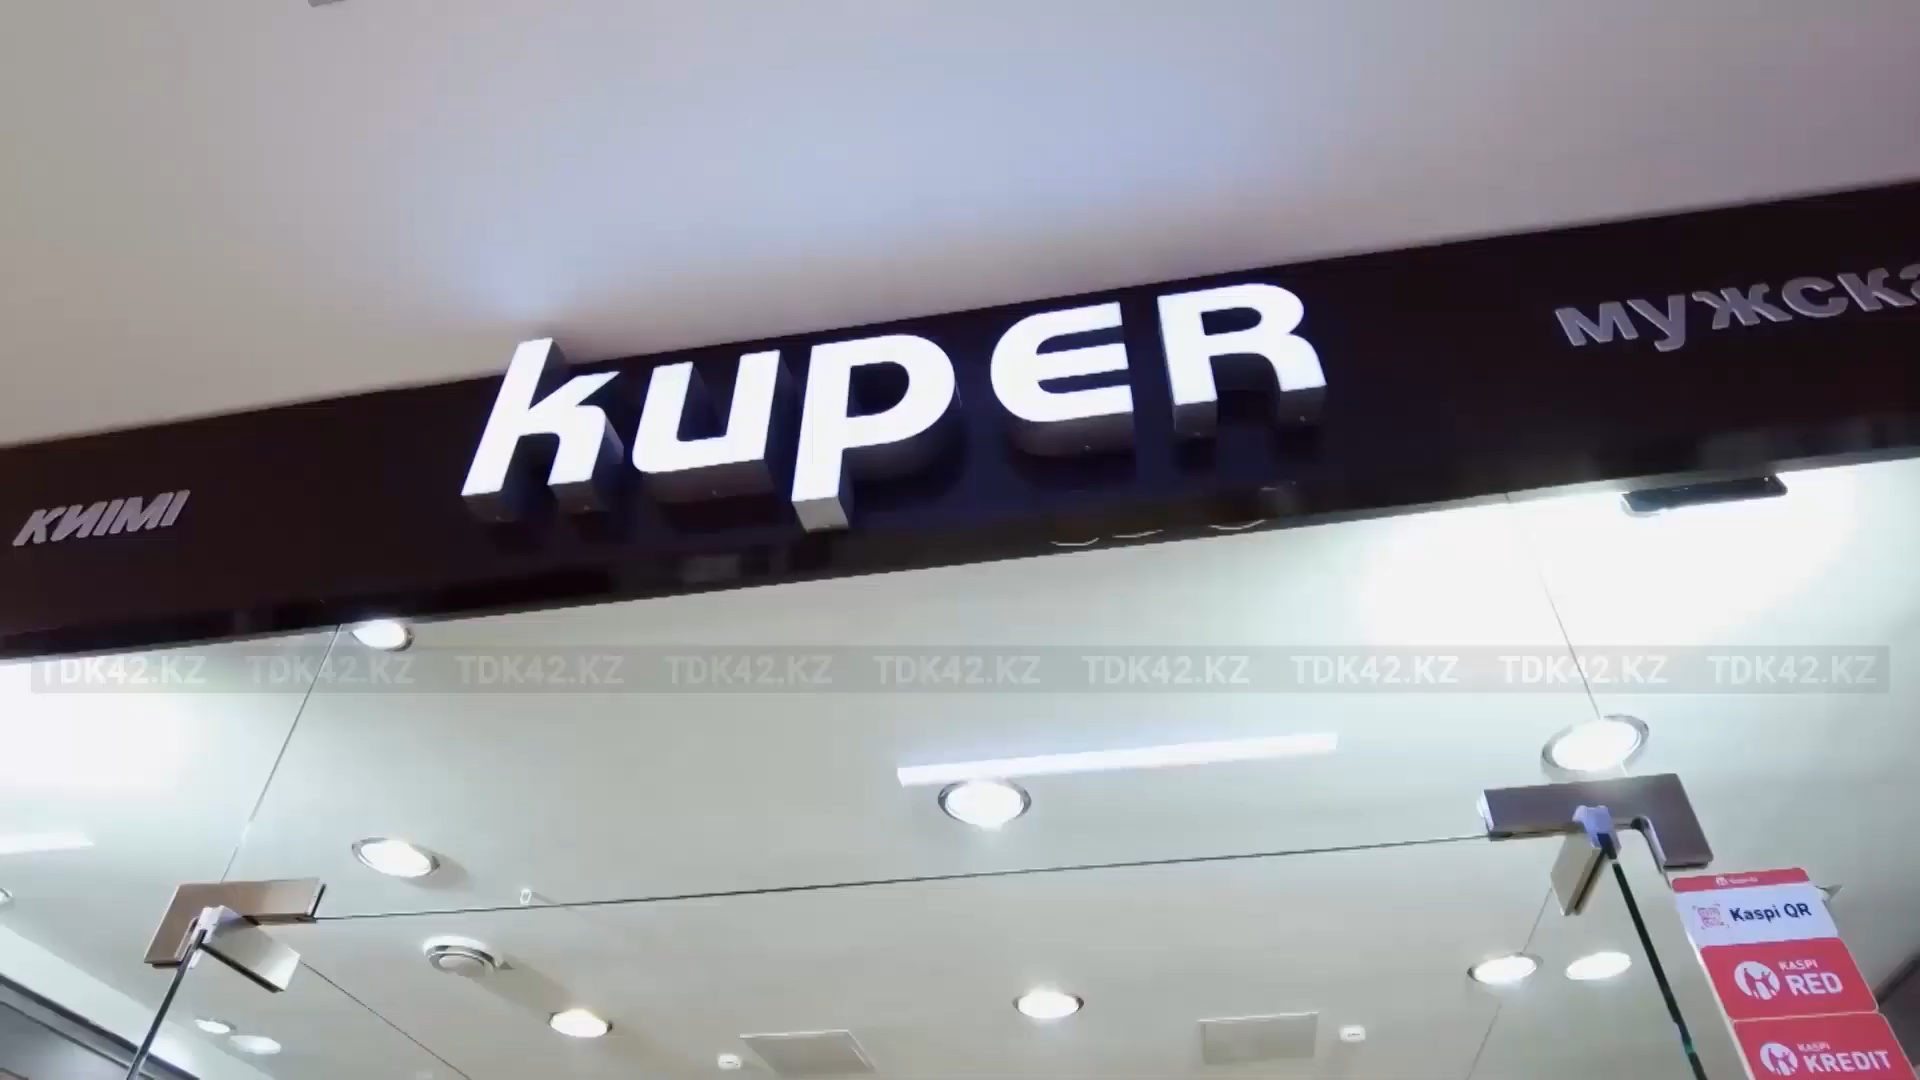 киімі
kupER
мужска
TDK42.KZ TDK42.KZ TDK42.KZ TDK42.KZ TDK42.KZ TDK42.KZ TDK42.KZ TDK42.KZ TDK42.KZ
Kaspi QR
KASPI
RED
KASPI
KREDIT